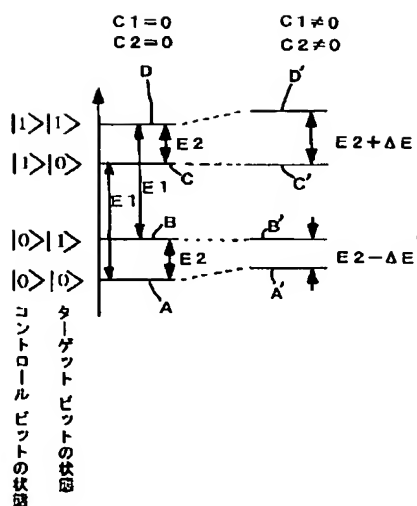 C1=0
C2=0
C1≠0
C2≠0
D
D′
|1>|1>
E2
E2+ΔE
|1>|0>
C
C′
E1
E1
|0>|1>
B
B′
E2
E2−ΔE
|0>|0>
A
A′
ターゲットビットの状態
コントロールビットの状態